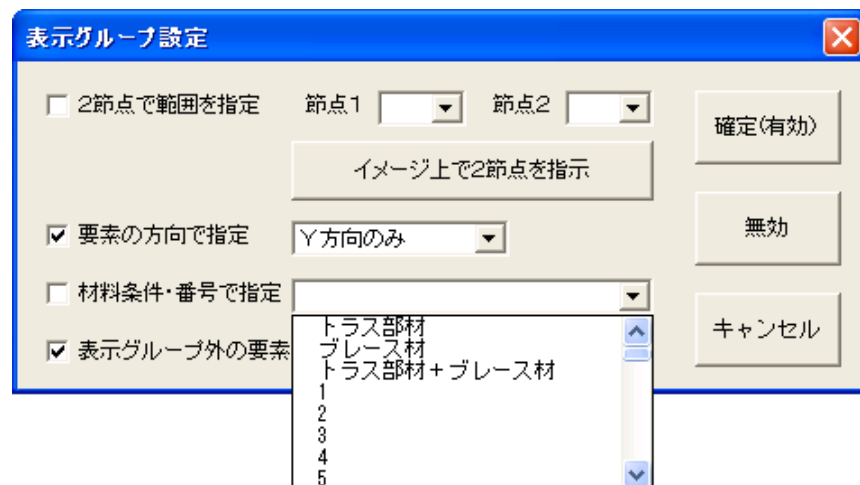 表示グループ設定
2節点で範囲を指定 節点1 節点2
イメージ上で2節点を指示
確定(有効)
要素の方向で指定 Y方向のみ
無効
材料条件・番号で指定
トラス部材
ブレース材
トラス部材+ブレース材
1
2
3
4
5
表示グループ外の要素
キャンセル